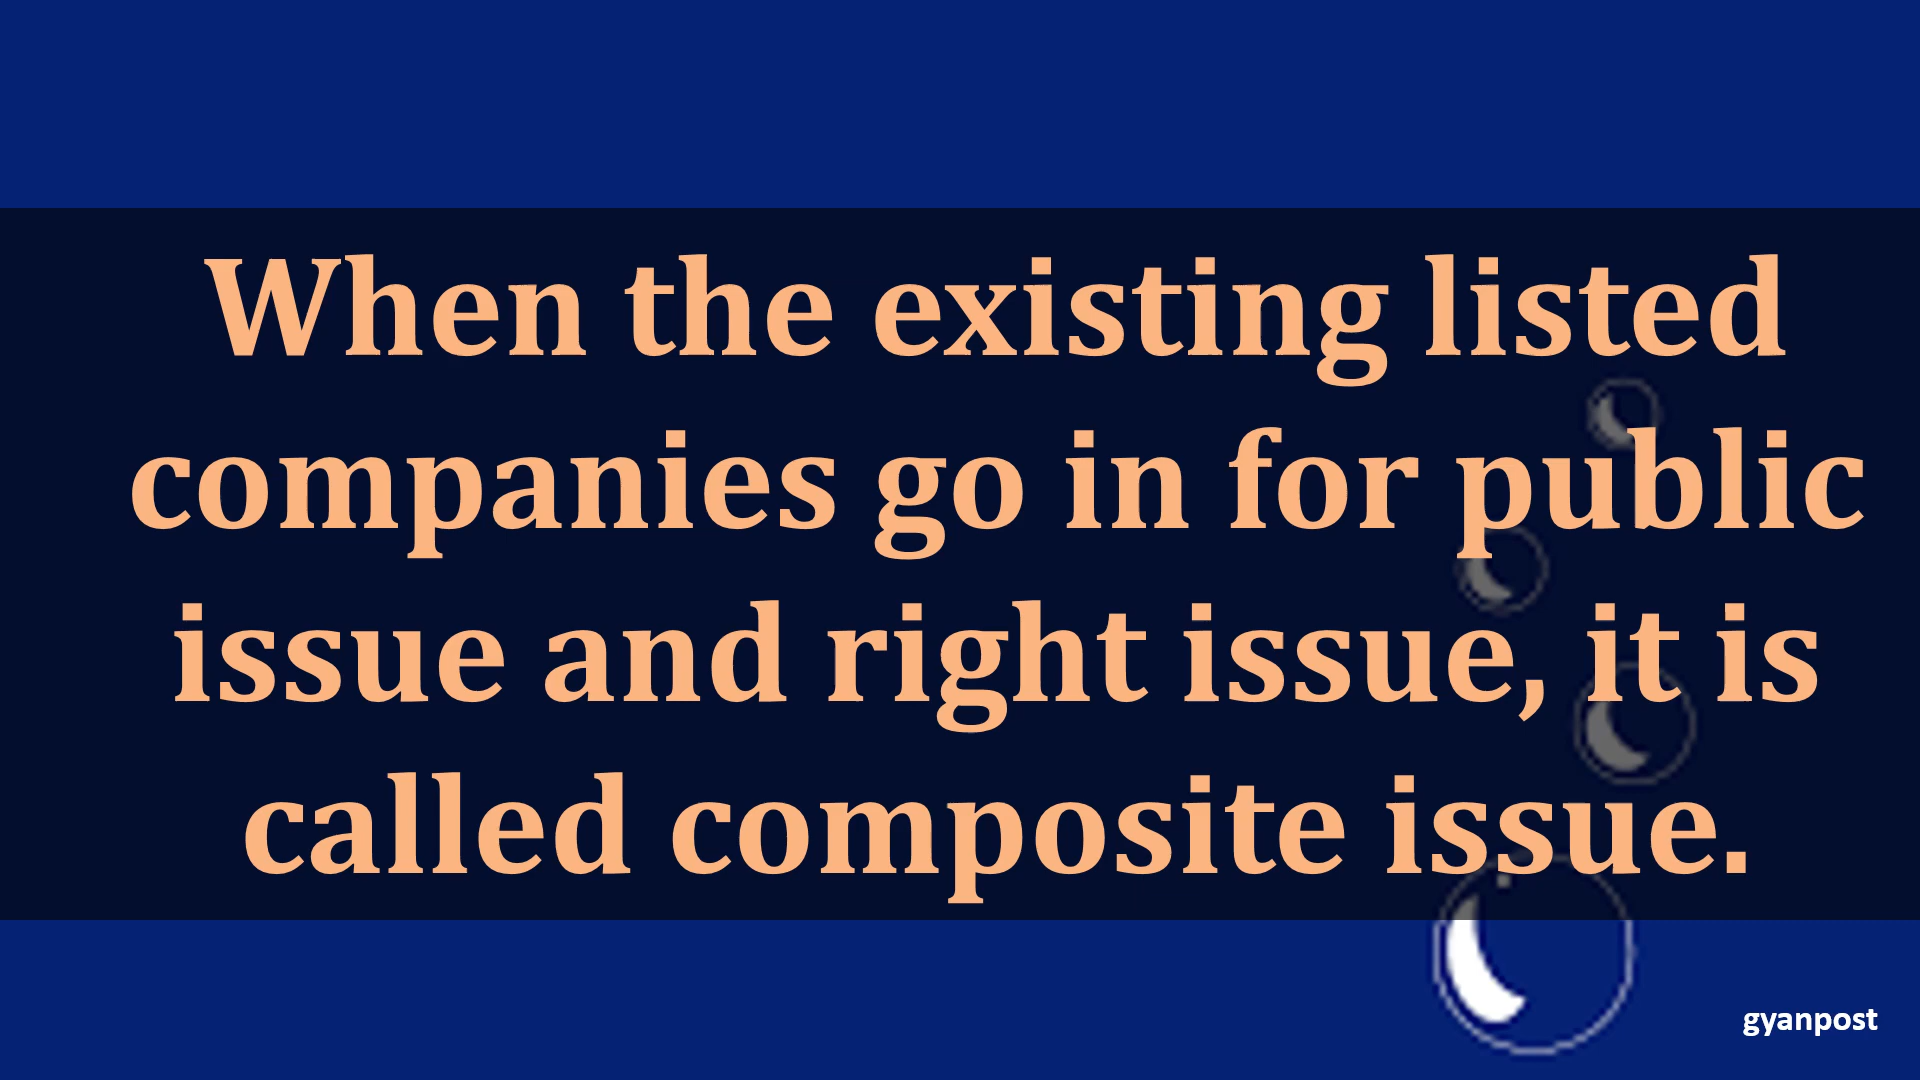 When the existing listed
companies go in for public
issue and right issue, it is
called composite issue.
gyanpost